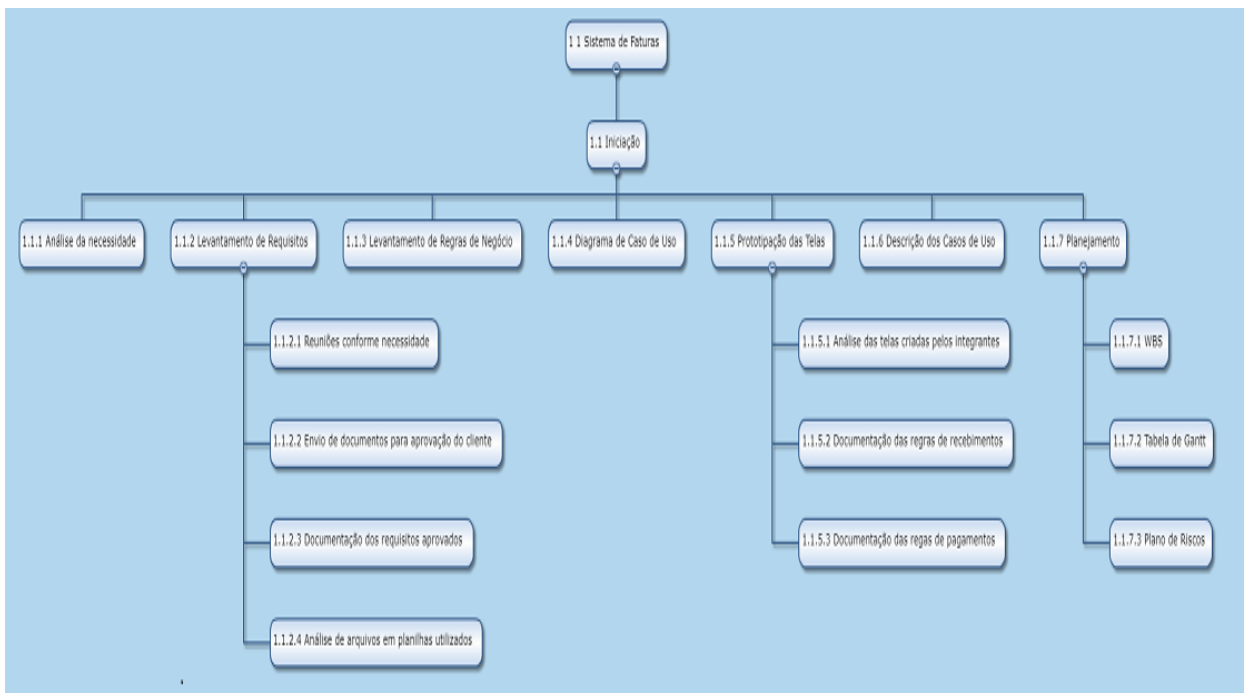 1 1 Sistema de Faturas
1.1 Iniciação
1.1.1 Análise da necessidade
1.1.2 Levantamento de Requisitos
1.1.3 Levantamento de Regras de Negócio
1.1.4 Diagrama de Caso de Uso
1.1.5 Prototipação das Telas
1.1.6 Descrição dos Casos de Uso
1.1.7 Planejamento
1.1.2.1 Reuniões conforme necessidade
1.1.2.2 Envio de documentos para aprovação do cliente
1.1.2.3 Documentação dos requisitos aprovados
1.1.2.4 Análise de arquivos em planilhas utilizados
1.1.5.1 Análise das telas criadas pelos integrantes
1.1.5.2 Documentação das regras de recebimentos
1.1.5.3 Documentação das regas de pagamentos
1.1.7.1 WBS
1.1.7.2 Tabela de Gantt
1.1.7.3 Plano de Riscos